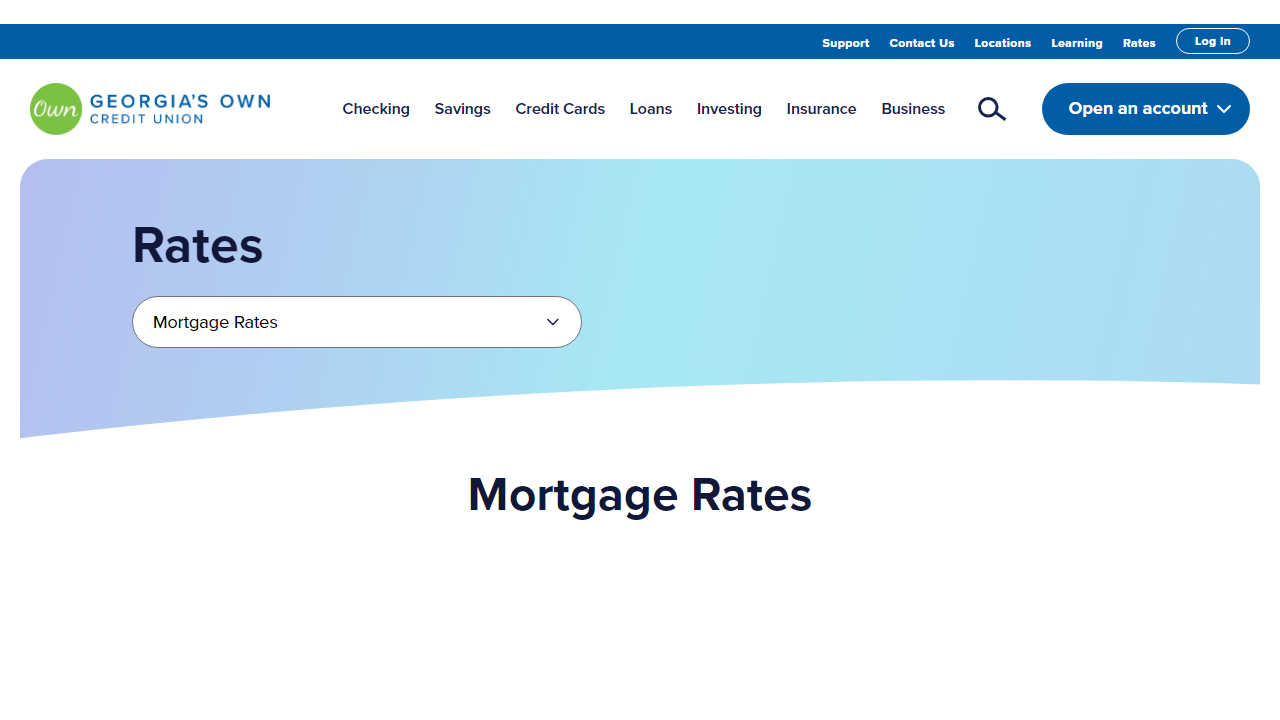 Support Contact Us Locations Learning Rates Log In
Own GEORGIA'S OWN
CREDIT UNION
Checking Savings Credit Cards Loans Investing Insurance Business Open an account
Rates
Mortgage Rates
Mortgage Rates